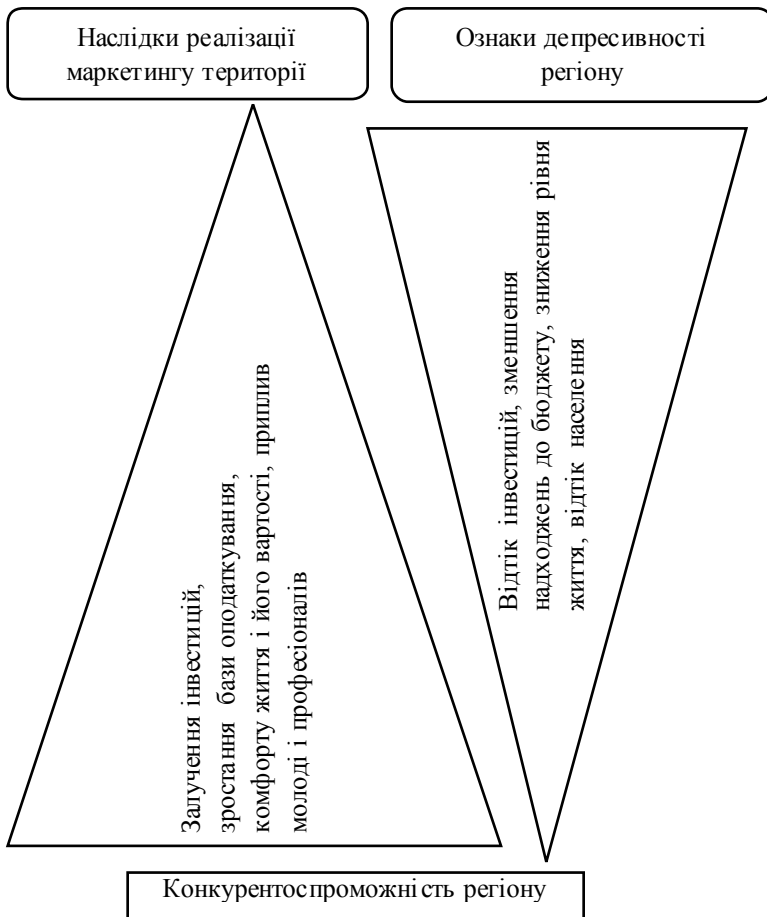 Наслідки реалізації
маркетингу території
Ознаки депресивності
регіону
Залучення інвестицій,
зростання бази оподаткування,
комфорту життя і його вартості, приплив
молоді і професіоналів
Відтік інвестицій, зменшення
надходжень до бюджету, зниження рівня
життя, відтік населення
Конкурентоспроможність регіону